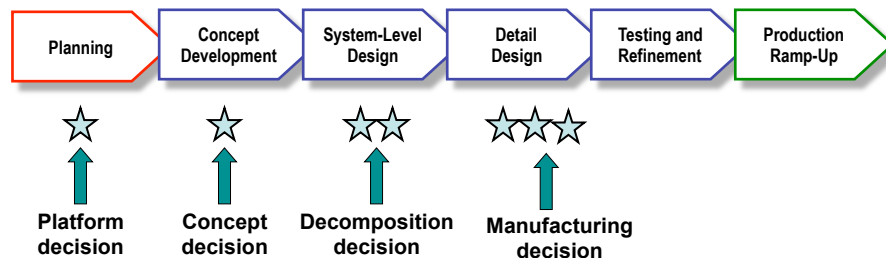 Planning
Concept
Development
System-Level
Design
Detail
Design
Testing and
Refinement
Production
Ramp-Up
Platform
decision
Concept
decision
Decomposition
decision
Manufacturing
decision